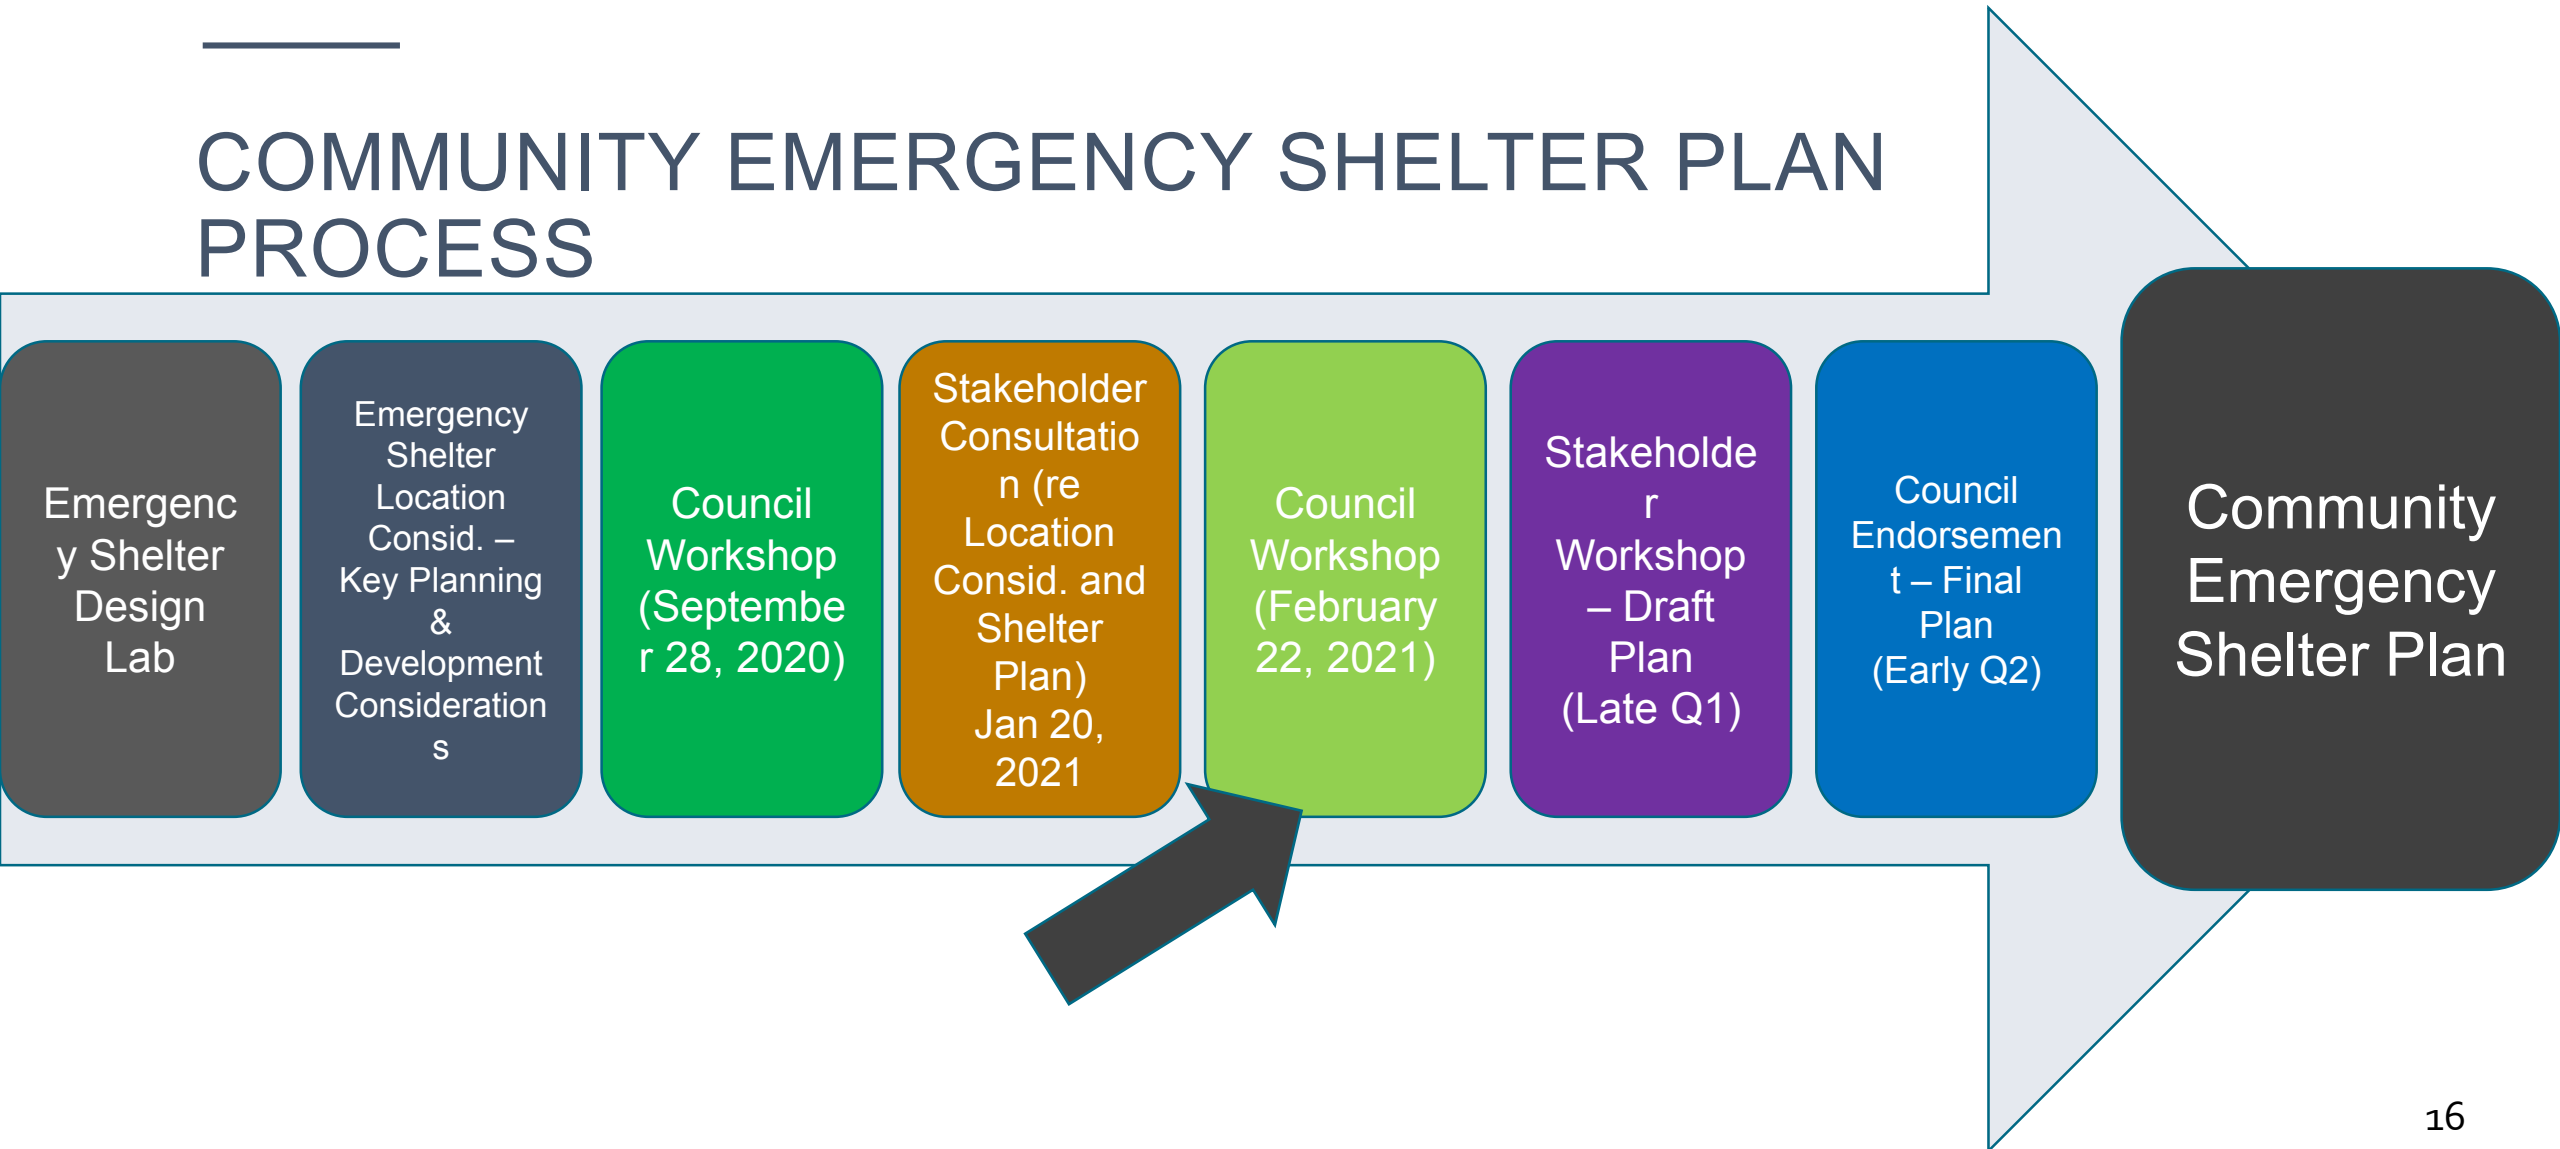 COMMUNITY EMERGENCY SHELTER PLAN
PROCESS
Emergenc
y Shelter
Design
Lab
Emergency
Shelter
Location
Consid. –
Key Planning
&
Development
Consideration
s
Council
Workshop
(Septembe
r 28, 2020)
Stakeholder
Consultatio
n (re
Location
Consid. and
Shelter
Plan)
Jan 20,
2021
Council
Workshop
(February
22, 2021)
Stakeholde
r
Workshop
– Draft
Plan
(Late Q1)
Council
Endorsemen
t – Final
Plan
(Early Q2)
Community
Emergency
Shelter Plan
16